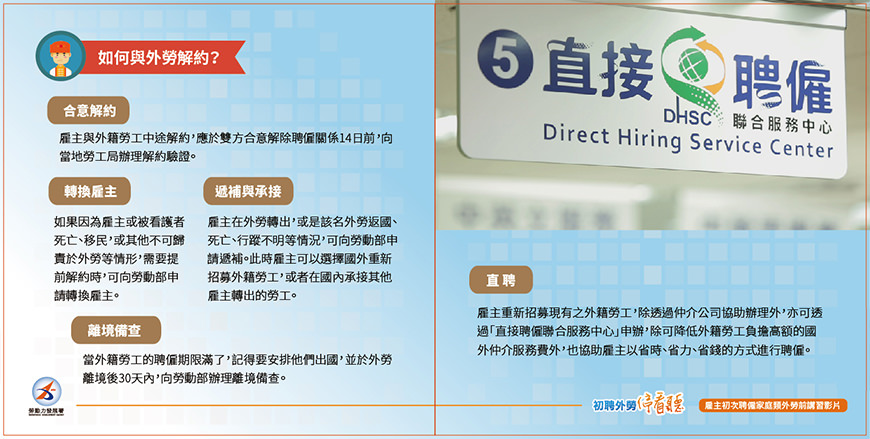 如何與外勞解約?
合意解約
雇主與外籍勞工中途解約,應於雙方合意解除聘僱關係14日前,向
當地勞工局辦理解約驗證。
轉換雇主
如果因為雇主或被看護者
死亡、移民,或其他不可歸
責於外勞等情形,需要提
前解約時,可向勞動部申
請轉換雇主。
遞補與承接
雇主在外勞轉出,或是該名外勞返國、
死亡、行蹤不明等情況,可向勞動部申
請遞補。此時雇主可以選擇國外重新
招募外籍勞工,或者在國內承接其他
雇主轉出的勞工。
離境備查
當外籍勞工的聘僱期限滿了,記得要安排他們出國,並於外勞
離境後30天內,向勞動部辦理離境備查。
勞動力發展署
5 直接聘僱
DHSC 聯合服務中心
Direct Hiring Service Center
直聘
雇主重新招募現有之外籍勞工,除透過仲介公司協助辦理外,亦可透
過「直接聘僱聯合服務中心」申辦,除可降低外籍勞工負擔高額的國
外仲介服務費外,也協助雇主以省時、省力、省錢的方式進行聘僱。
初聘外勞停看聽
雇主初次聘僱家庭類外勞前講習影片